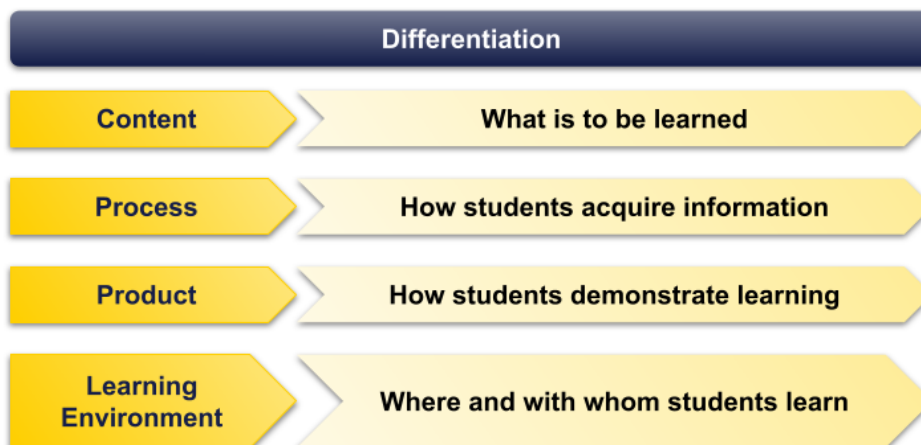 Differentiation
Content
What is to be learned
Process
How students acquire information
Product
How students demonstrate learning
Learning
Environment
Where and with whom students learn